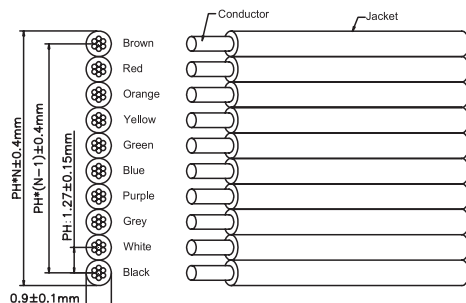 Conductor
Jacket
Brown
Red
Orange
Yellow
Green
Blue
Purple
Grey
White
Black
PH*N±0.4mm
PH*(N-1)±0.4mm
PH:1.27±0.15mm
0.9±0.1mm